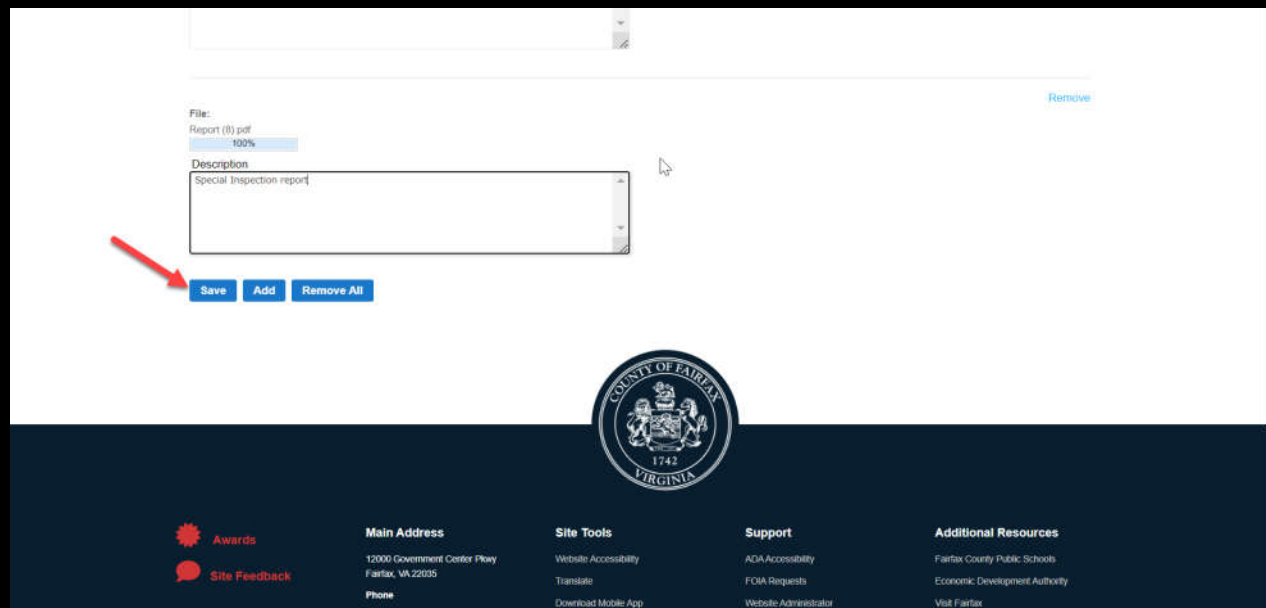 Remove
File:
Report (8).pdf
100%
Description
Special Inspection report
Save Add Remove All
COUNTY OF FAIRFAX
1742
VIRGINIA
Awards
Site Feedback
Main Address
12000 Government Center Pkwy
Fairfax, VA 22035
Phone
Site Tools
Website Accessibility
Translate
Download Mobile App
Support
ADA Accessibility
FOIA Requests
Website Administrator
Additional Resources
Fairfax County Public Schools
Economic Development Authority
Visit Fairfax